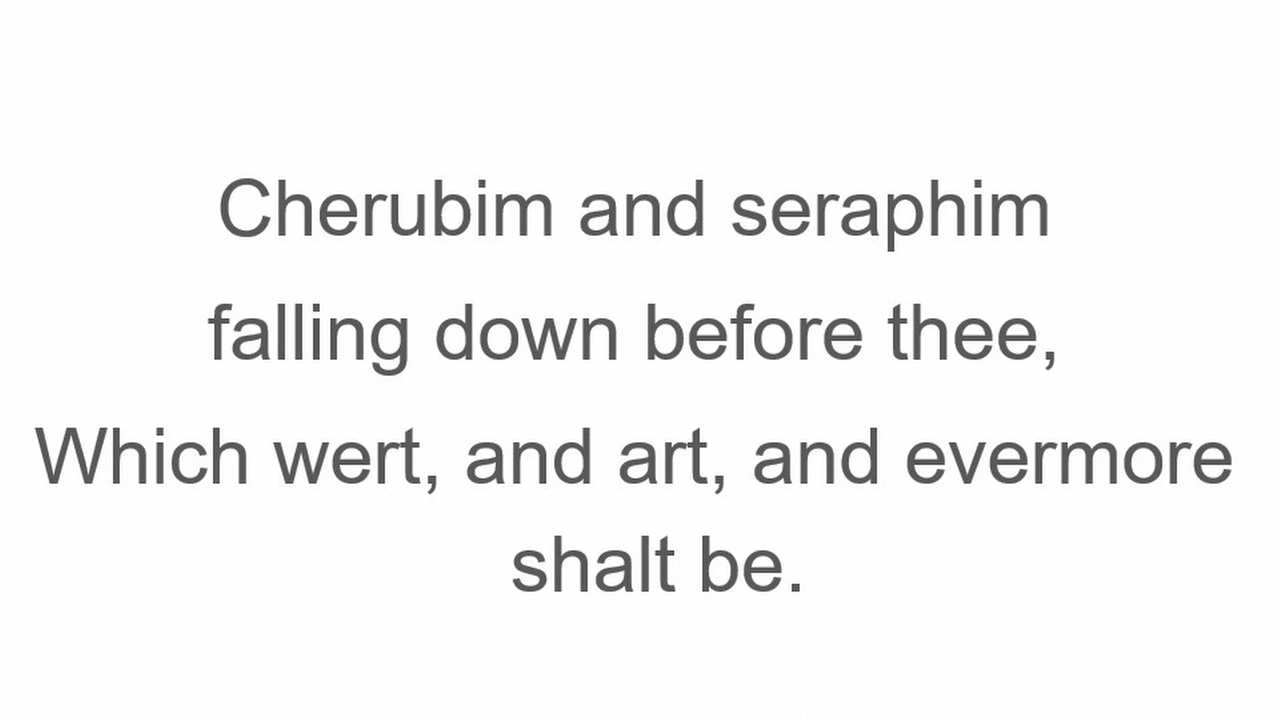 Cherubim and seraphim
falling down before thee,
Which wert, and art, and evermore
shalt be.